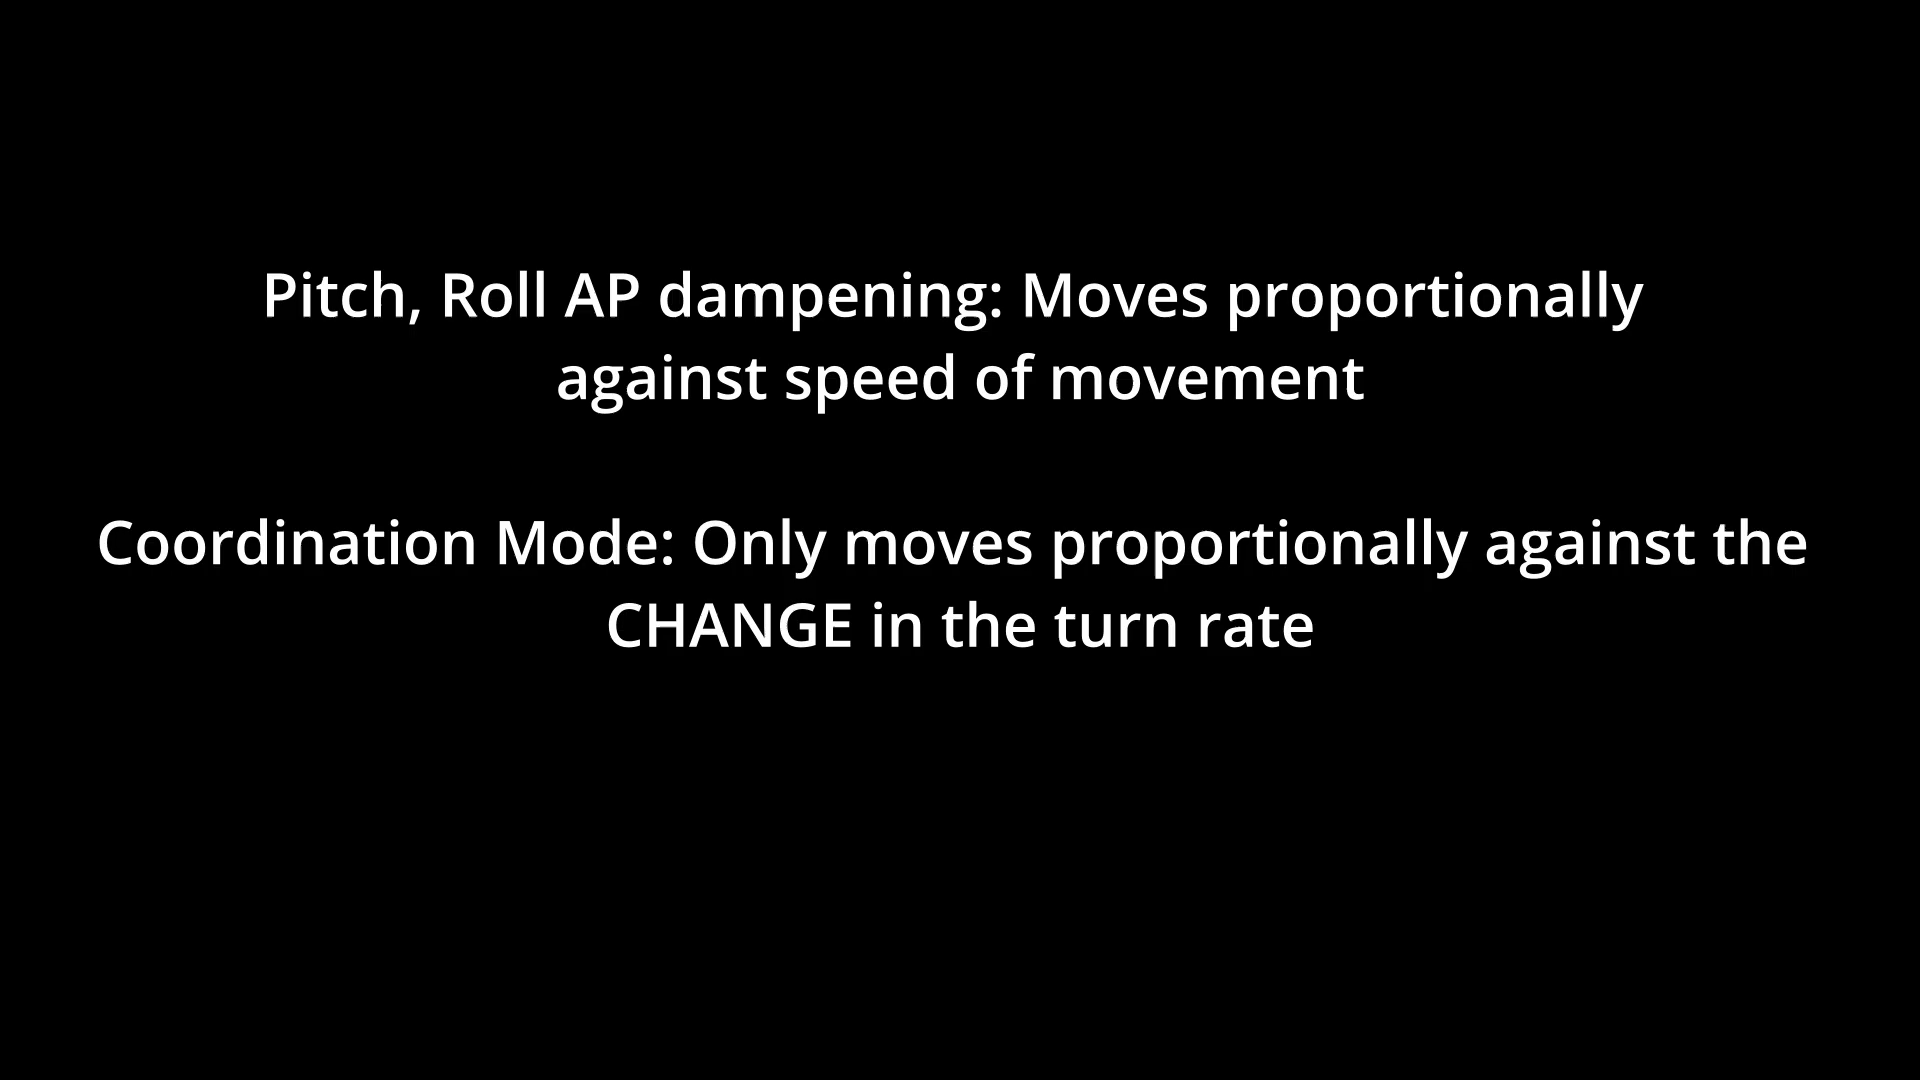 Pitch, Roll AP dampening: Moves proportionally
against speed of movement
Coordination Mode: Only moves proportionally against the
CHANGE in the turn rate